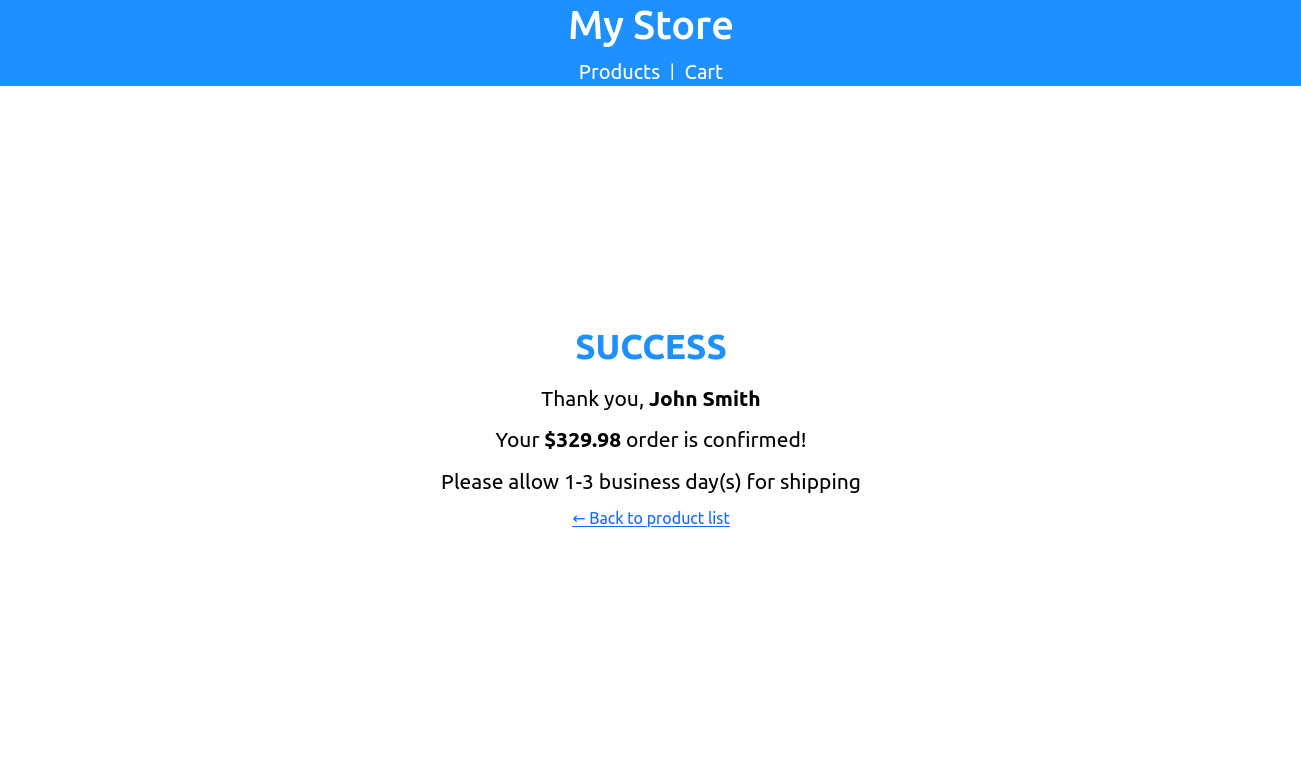 My Store
Products | Cart
SUCCESS
Thank you, John Smith
Your $329.98 order is confirmed!
Please allow 1-3 business day(s) for shipping
← Back to product list